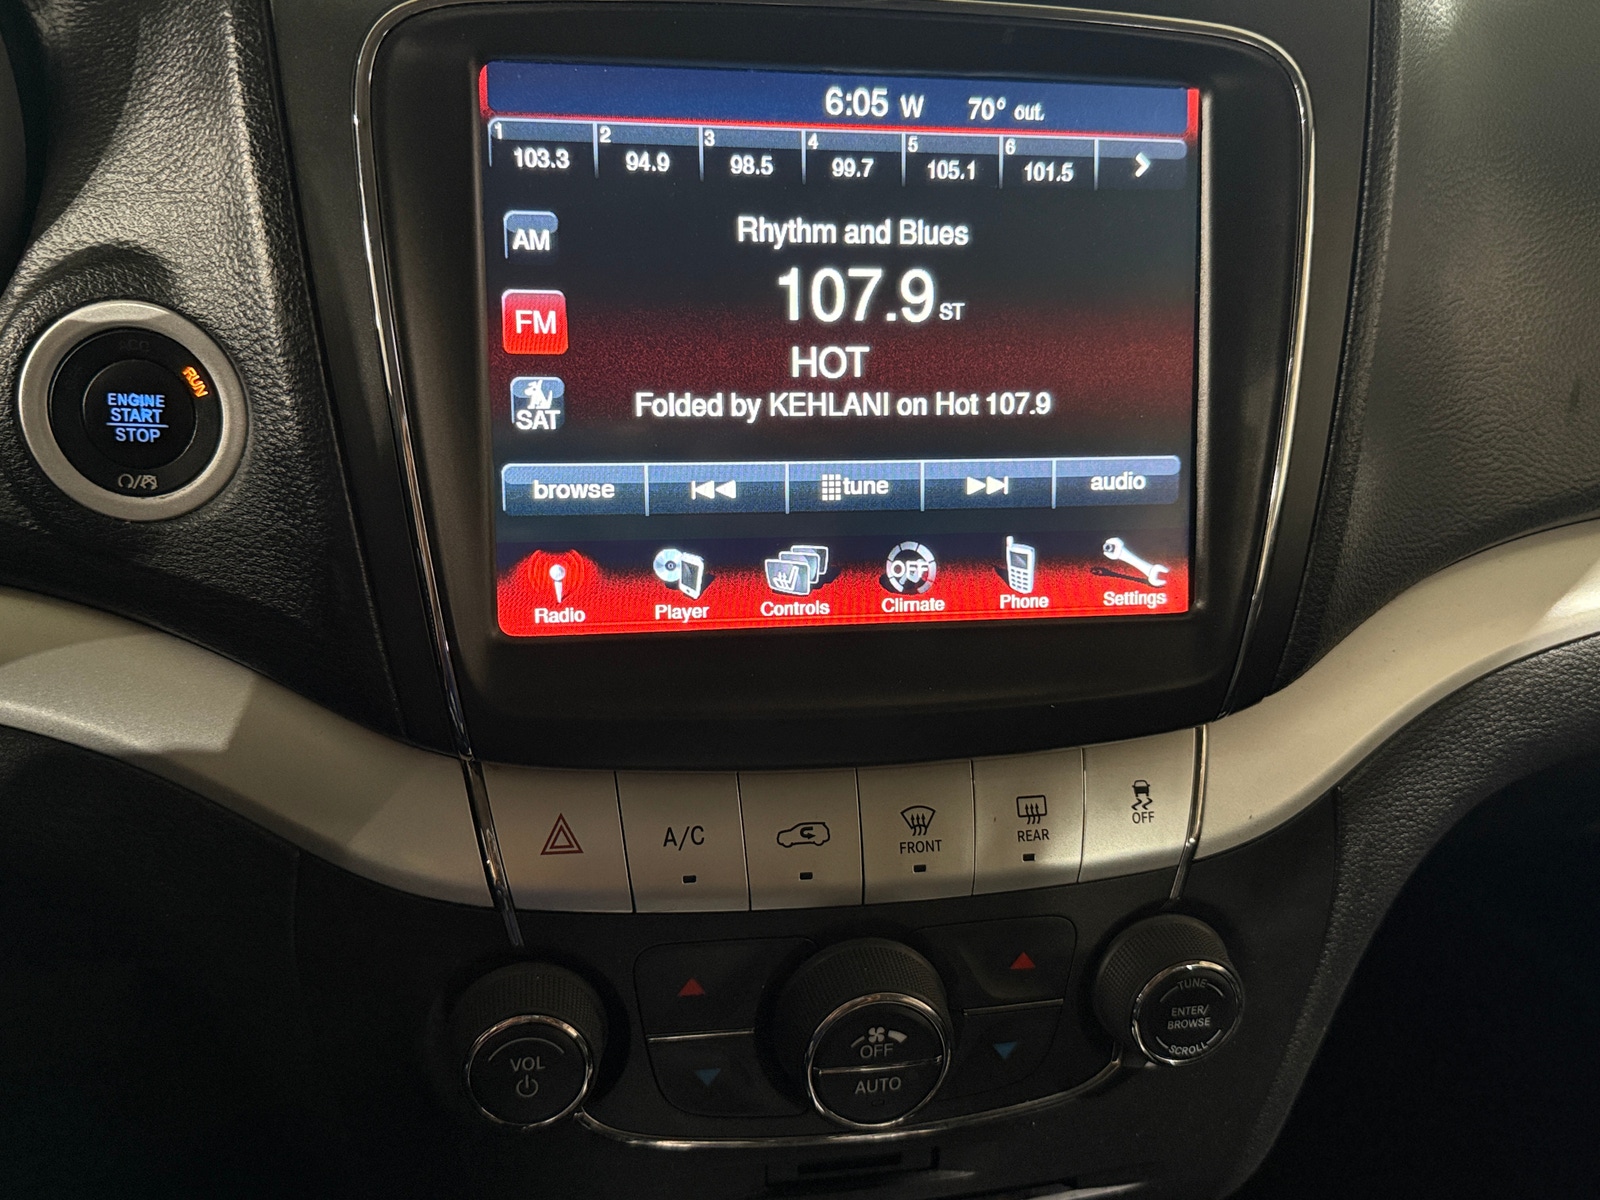 6:05 W 70° out.
1 2 3 4 5 6
103.3 94.9 98.5 99.7 105.1 101.5
AM
Rhythm and Blues
107.9 ST
FM
HOT
SAT
Folded by KEHLANI on Hot 107.9
browse tune audio
Radio Player Controls OFF Climate Phone Settings
ACC
RUN
ENGINE
START
STOP
A/C
FRONT
REAR
OFF
VOL
OFF
AUTO
TUNE
ENTER/
BROWSE
SCROLL